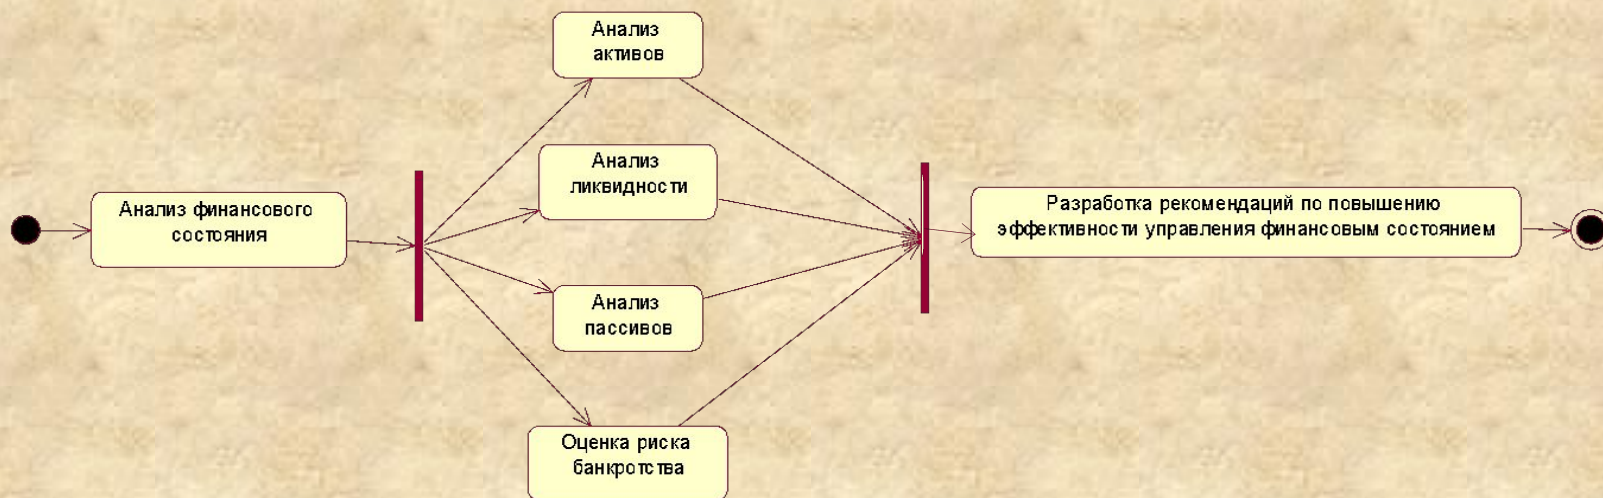 Анализ финансового
состояния
Анализ
активов
Анализ
ликвидности
Анализ
пассивов
Оценка риска
банкротства
Разработка рекомендаций по повышению
эффективности управления финансовым состоянием